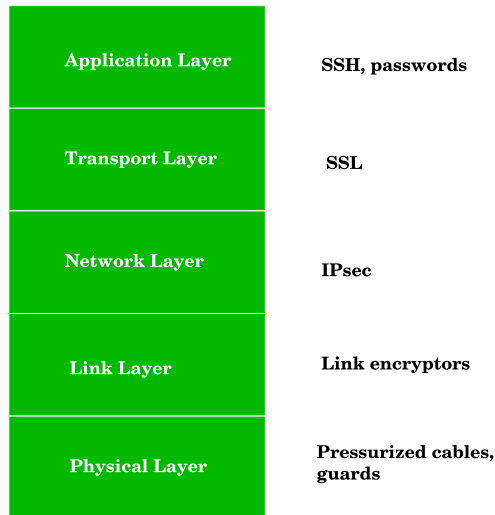 Application Layer
SSH, passwords
Transport Layer
SSL
Network Layer
IPsec
Link Layer
Link encryptors
Physical Layer
Pressurized cables,
guards